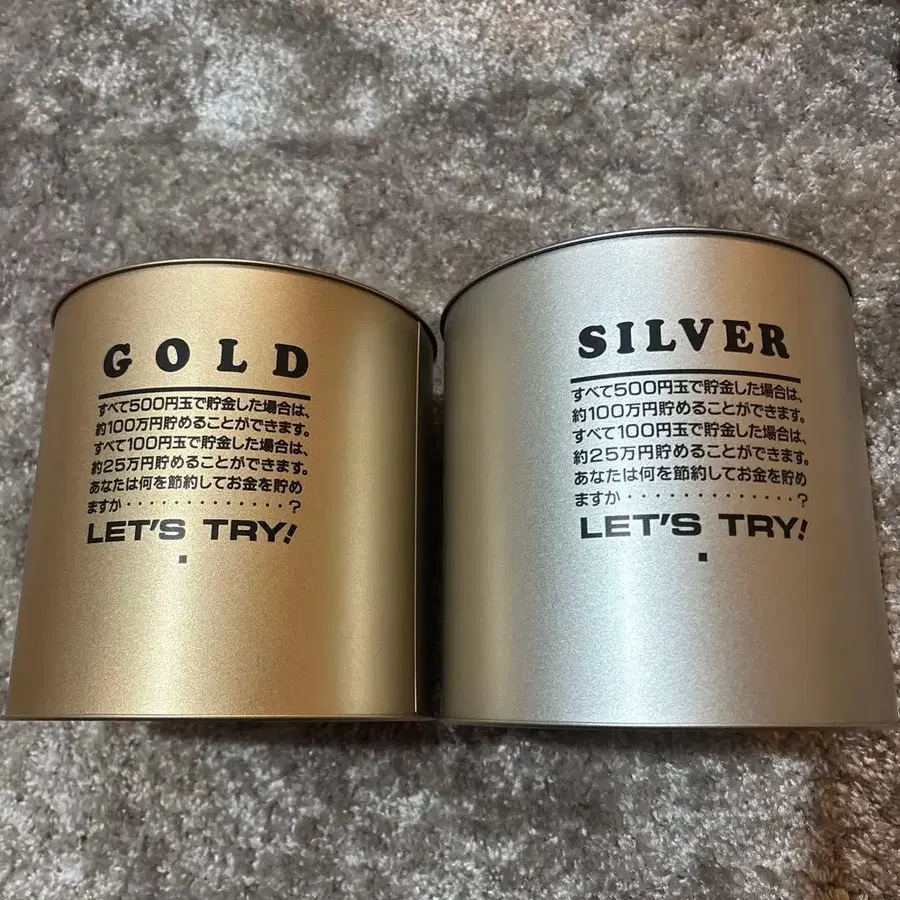 GOLD
すべて500円玉で貯金した場合は、
約100万円貯めることができます。
すべて100円玉で貯金した場合は、
約25万円貯めることができます。
あなたは何を節約してお金を貯め
ますか・・・・・・・・・・・・・・・?
LET'S TRY!
SILVER
すべて500円玉で貯金した場合は、
約100万円貯めることができます。
すべて100円玉で貯金した場合は、
約25万円貯めることができます。
あなたは何を節約してお金を貯め
ますか・・・・・・・・・・・・・・・?
LET'S TRY!